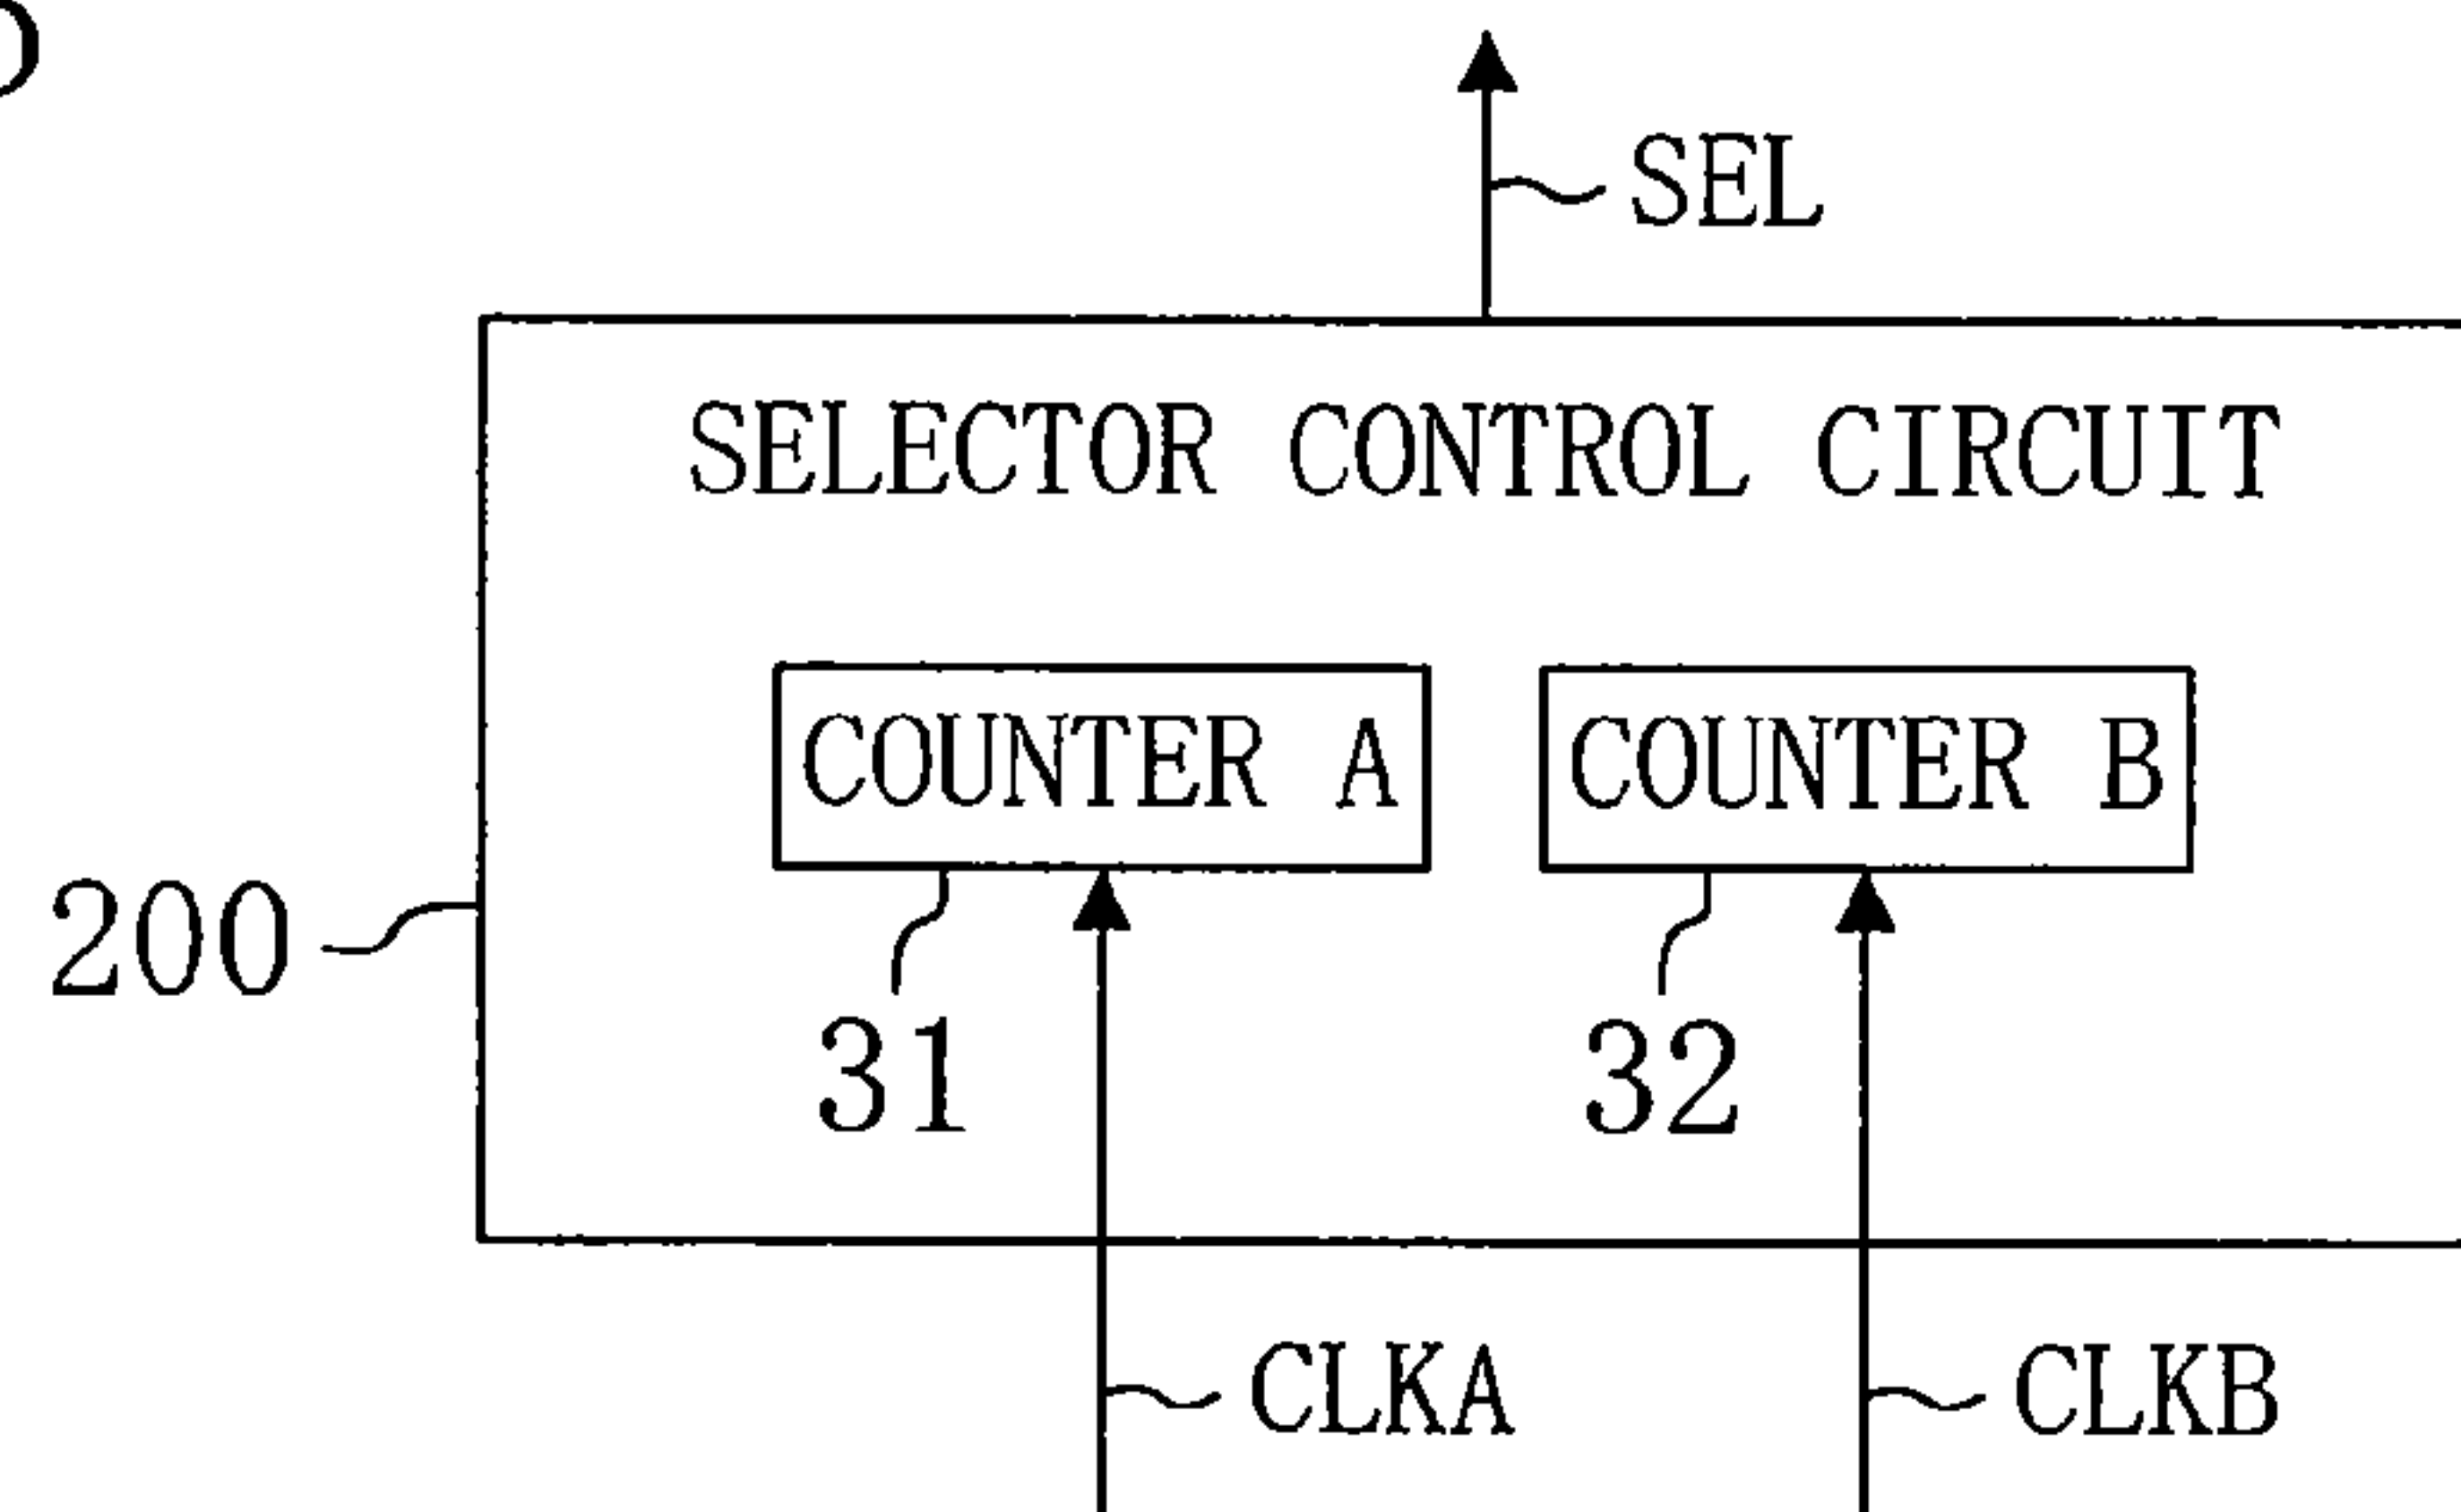 SEL
SELECTOR CONTROL CIRCUIT
COUNTER A COUNTER B
200
31 32
CLKA CLKB